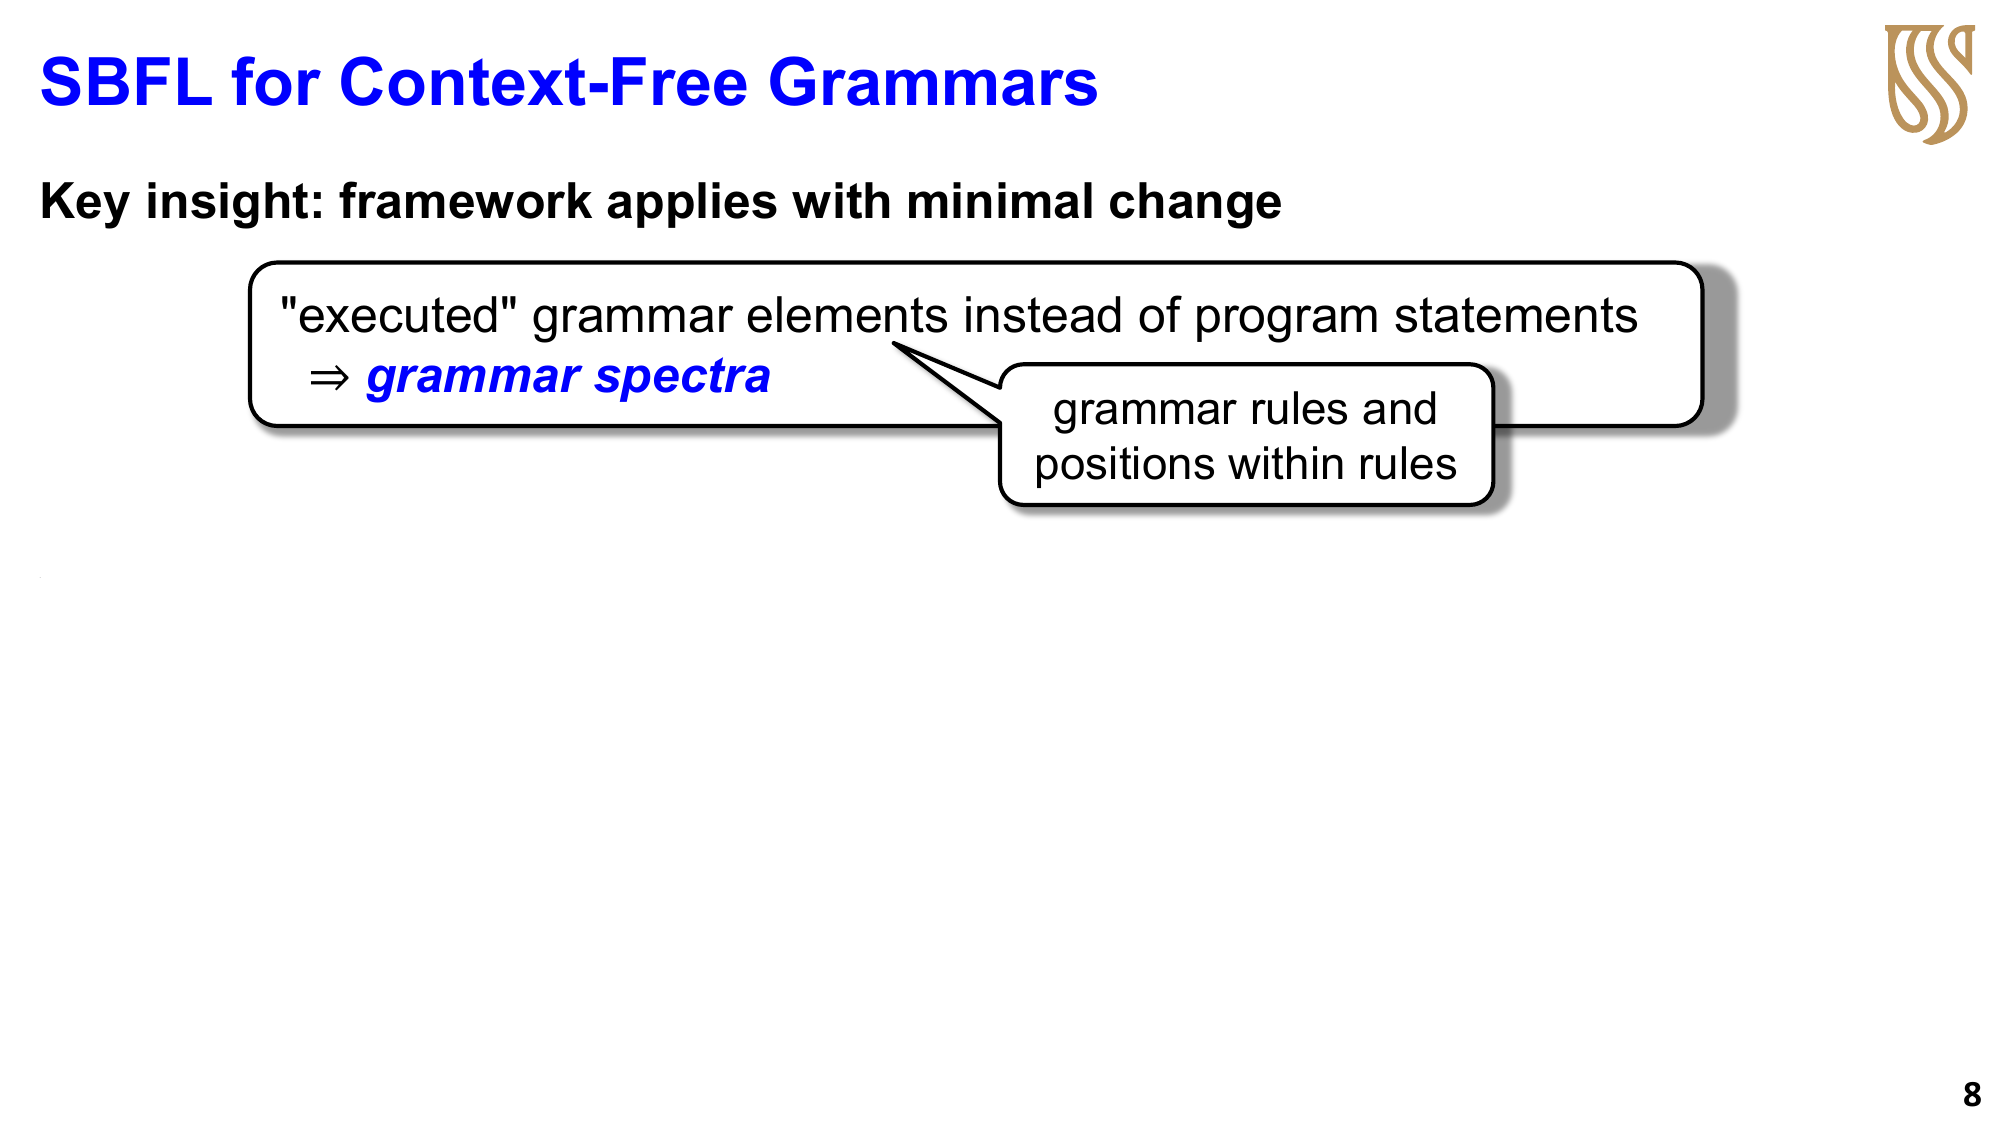 SBFL for Context-Free Grammars
Key insight: framework applies with minimal change
"executed" grammar elements instead of program statements
⇒ grammar spectra
grammar rules and
positions within rules
8